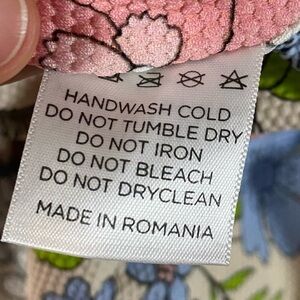 HANDWASH COLD
DO NOT TUMBLE DRY
DO NOT IRON
DO NOT BLEACH
DO NOT DRYCLEAN
MADE IN ROMANIA